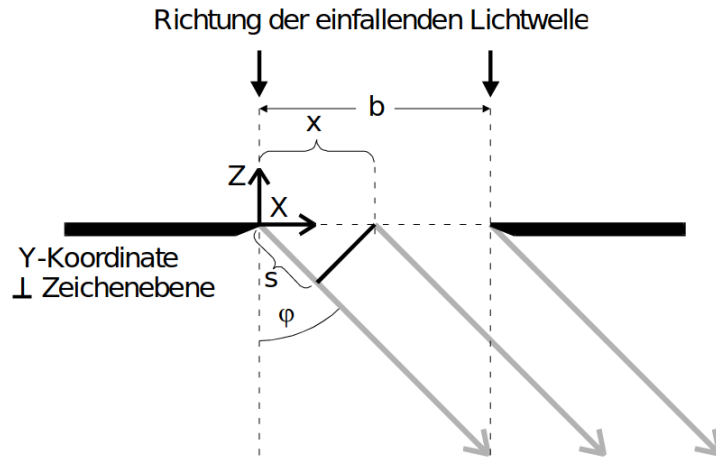 Richtung der einfallenden Lichtwelle
b
x
Z
X
Y-Koordinate
⊥ Zeichenebene
s
φ